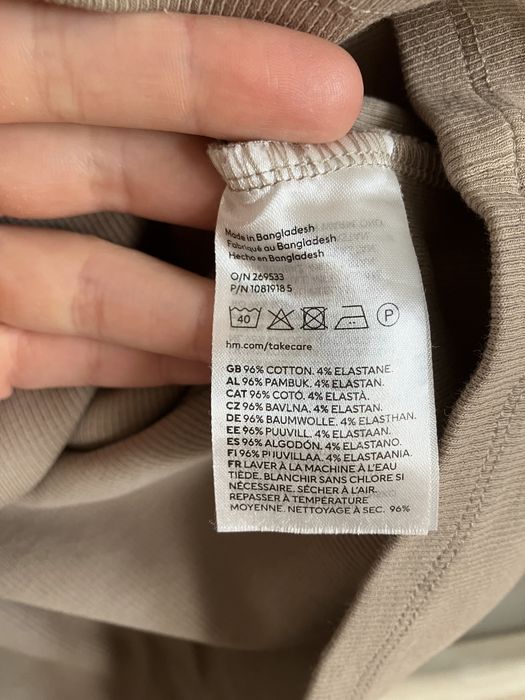 Made in Bangladesh
Fabriqué au Bangladesh
Hecho en Bangladesh
O/N 269533
P/N 1081918 5
40 P
hm.com/takecare
GB 96% COTTON. 4% ELASTANE.
AL 96% PAMBUK. 4% ELASTAN.
CAT 96% COTÓ. 4% ELASTÀ.
CZ 96% BAVLNA. 4% ELASTAN.
DE 96% BAUMWOLLE. 4% ELASTHAN.
EE 96% PUUVILL. 4% ELASTAAN.
ES 96% ALGODÓN. 4% ELASTANO.
FI 96% PUUVILLAA. 4% ELASTAANIA.
FR LAVER À LA MACHINE À L'EAU
TIÈDE. BLANCHIR SANS CHLORE SI
NÉCESSAIRE. SÉCHER À L'AIR.
REPASSER À TEMPÉRATURE
MOYENNE. NETTOYAGE À SEC. 96%